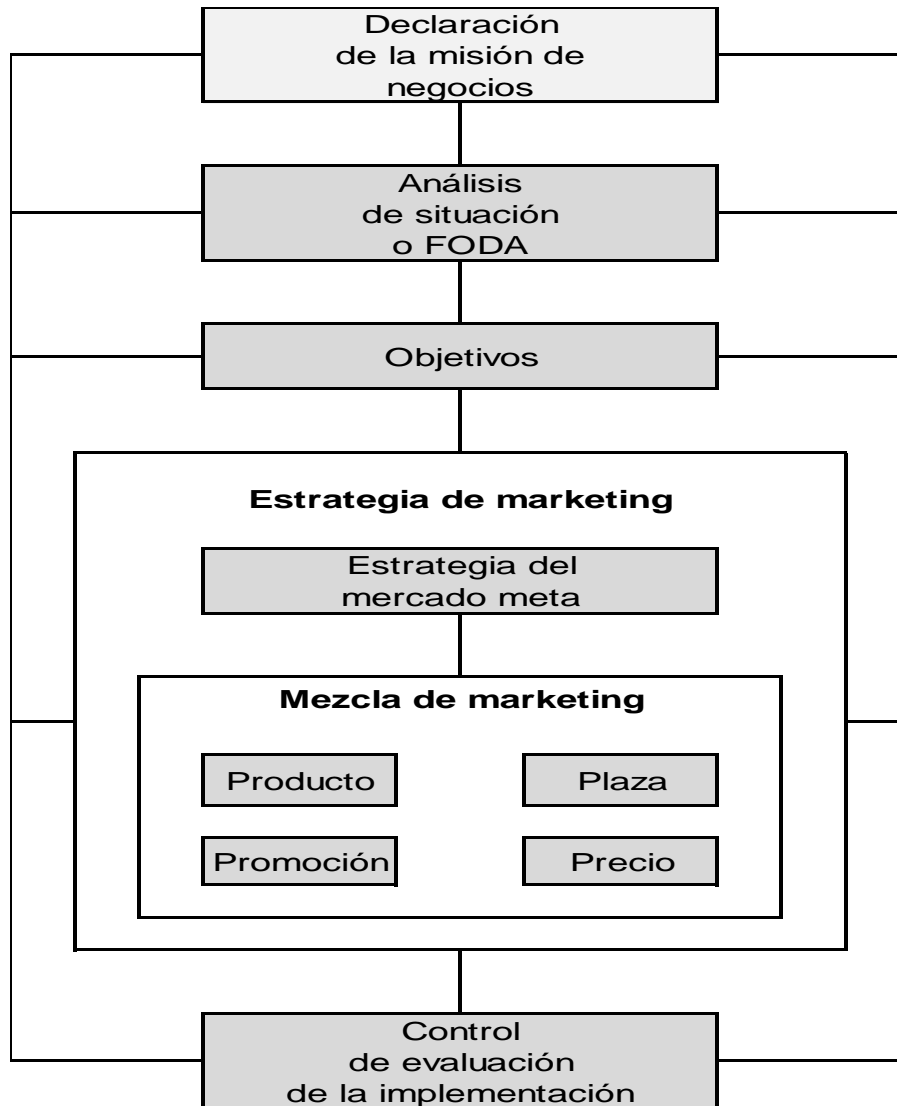 Declaración
de la misión de
negocios
Análisis
de situación
o FODA
Objetivos
Estrategia de marketing
Estrategia del
mercado meta
Mezcla de marketing
Producto
Plaza
Promoción
Precio
Control
de evaluación
de la implementación